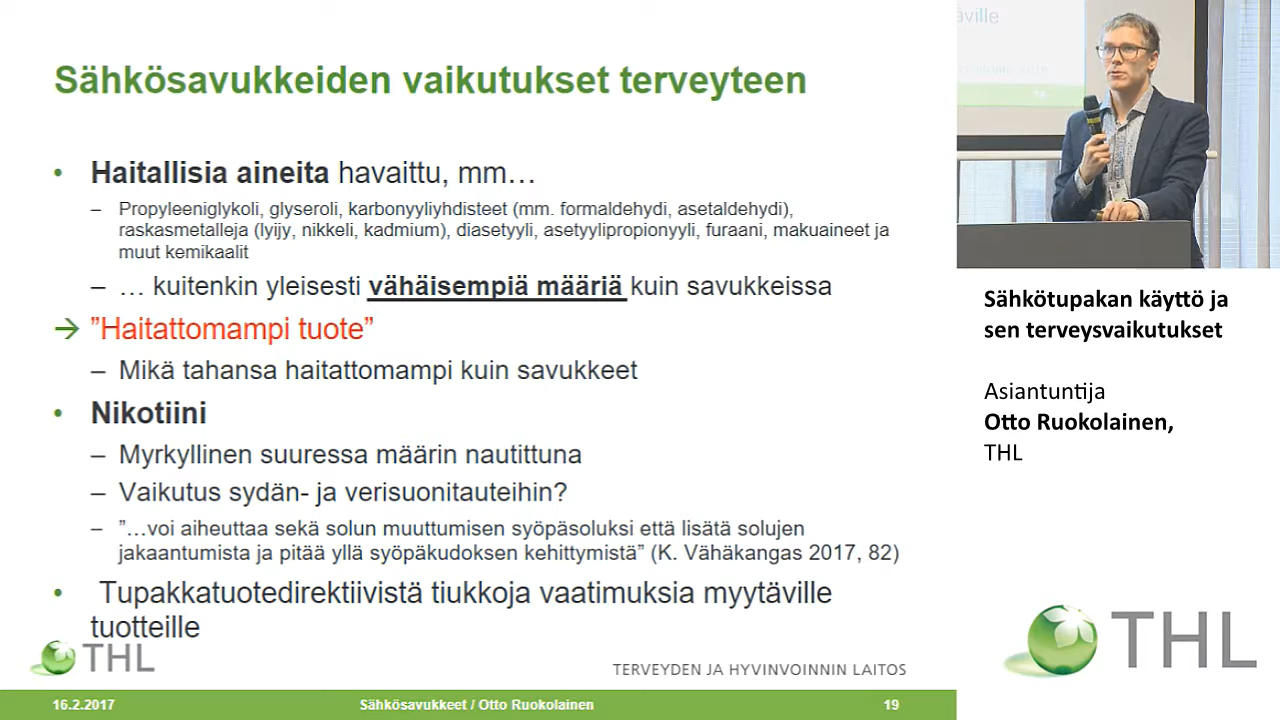 Sähkösavukkeiden vaikutukset terveyteen
• Haitallisia aineita havaittu, mm…
– Propyleeniglykoli, glyseroli, karbonyyliyhdisteet (mm. formaldehydi, asetaldehydi),
raskasmetalleja (lyijy, nikkeli, kadmium), diasetyyli, asetyylipropionyyli, furaani, makuaineet ja
muut kemikaalit
– … kuitenkin yleisesti vähäisempiä määriä kuin savukkeissa
→ ”Haitattomampi tuote”
– Mikä tahansa haitattomampi kuin savukkeet
• Nikotiini
– Myrkyllinen suuressa määrin nautittuna
– Vaikutus sydän- ja verisuonitauteihin?
– ”…voi aiheuttaa sekä solun muuttumisen syöpäsoluksi että lisätä solujen
jakaantumista ja pitää yllä syöpäkudoksen kehittymistä” (K. Vähäkangas 2017, 82)
• Tupakkatuotedirektiivistä tiukkoja vaatimuksia myytäville
tuotteille
THL
TERVEYDEN JA HYVINVOINNIN LAITOS
16.2.2017
Sähkösavukkeet / Otto Ruokolainen
19
Sähkötupakan käyttö ja
sen terveysvaikutukset
Asiantuntija
Otto Ruokolainen,
THL
THL